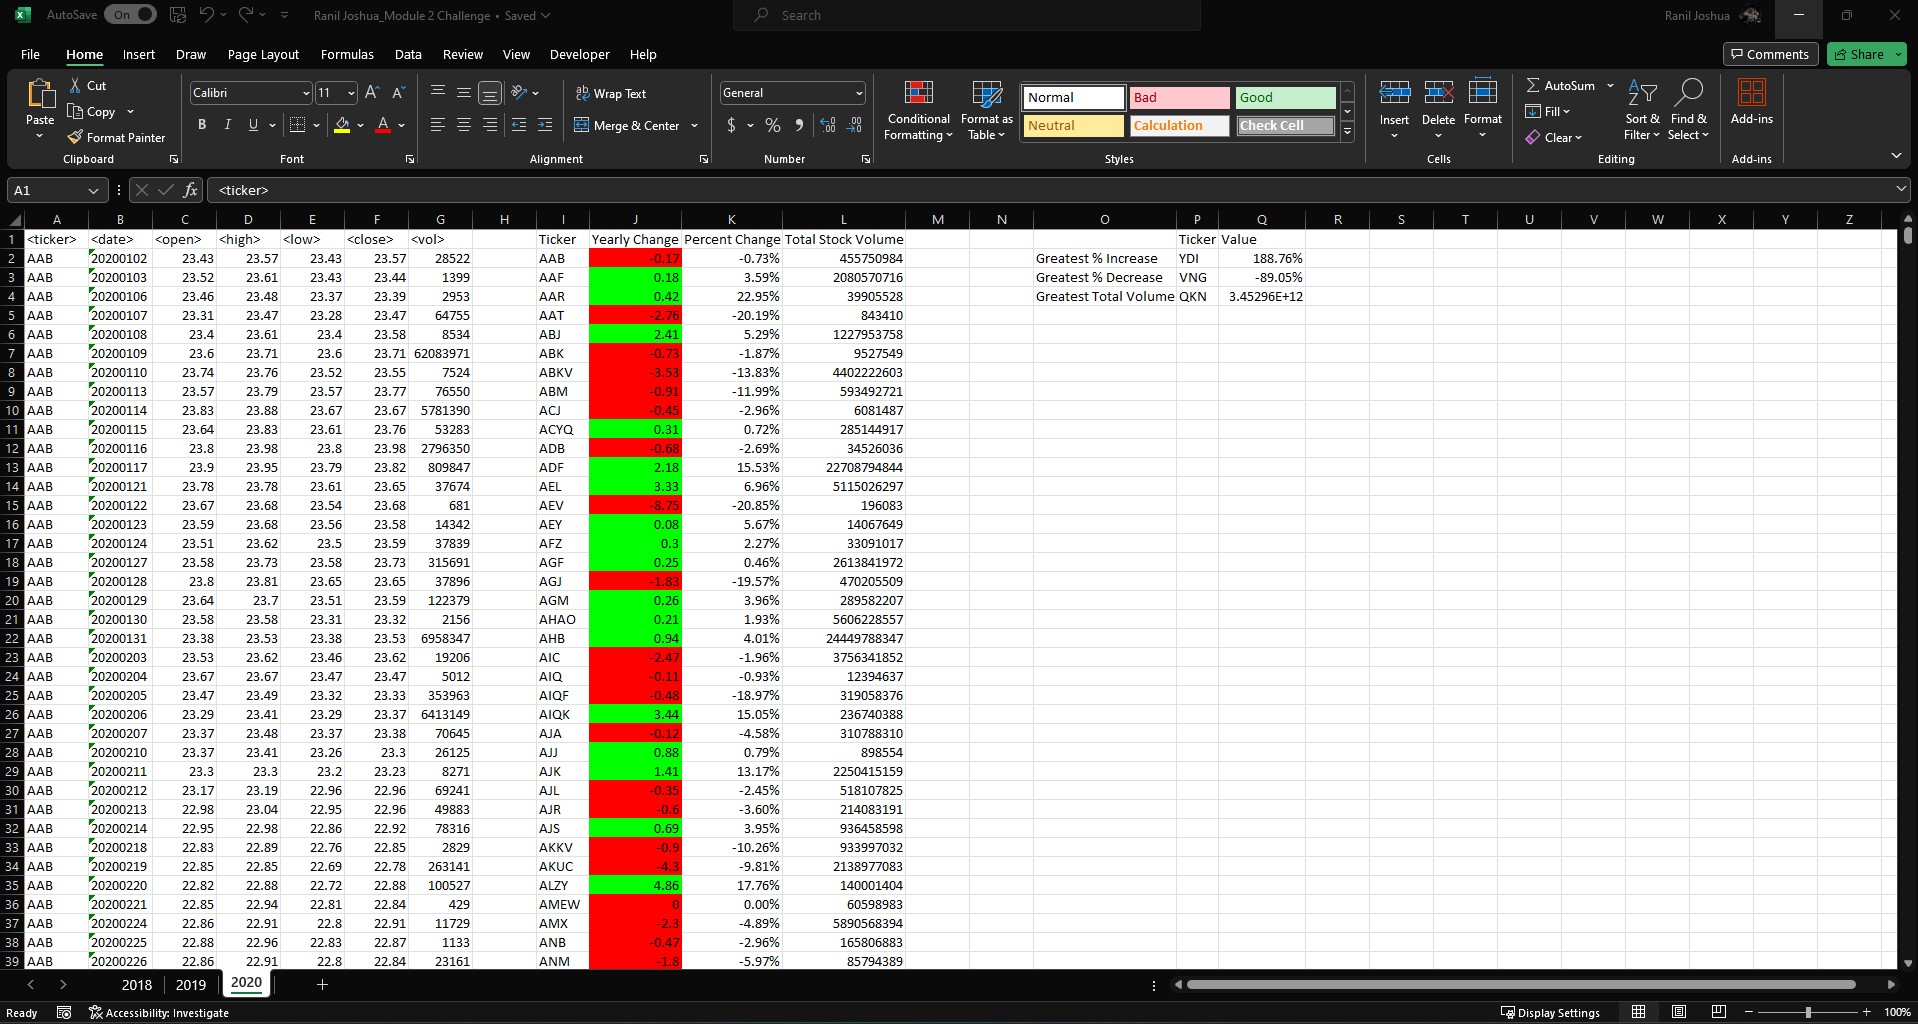 AutoSave On Ranil Joshua_Module 2 Challenge • Saved Search Ranil Joshua
File Home Insert Draw Page Layout Formulas Data Review View Developer Help Comments Share
Paste Cut Copy Format Painter Clipboard
Calibri 11 B I U A Font
Wrap Text Merge & Center Alignment
General $ % , Number
Conditional Formatting Format as Table Normal Bad Good Neutral Calculation Check Cell Styles
Insert Delete Format Cells
AutoSum Fill Clear Sort & Filter Find & Select Editing
Add-ins Add-ins
A1 fx <ticker>
A B C D E F G H I J K L M N O P Q R S T U V W X Y Z
1 <ticker> <date> <open> <high> <low> <close> <vol> Ticker Yearly Change Percent Change Total Stock Volume Ticker Value
2 AAB 20200102 23.43 23.57 23.43 23.57 28522 AAB -0.17 -0.73% 455750984 Greatest % Increase YDI 188.76%
3 AAB 20200103 23.52 23.61 23.43 23.44 1399 AAF 0.18 3.59% 2080570716 Greatest % Decrease VNG -89.05%
4 AAB 20200106 23.46 23.48 23.37 23.39 2953 AAR 0.42 22.95% 39905528 Greatest Total Volume QKN 3.45296E+12
5 AAB 20200107 23.31 23.47 23.28 23.47 64755 AAT -2.76 -20.19% 843410
6 AAB 20200108 23.4 23.61 23.4 23.58 8534 ABJ 2.41 5.29% 1227953758
7 AAB 20200109 23.6 23.71 23.6 23.71 62083971 ABK -0.73 -1.87% 9527549
8 AAB 20200110 23.74 23.76 23.52 23.55 7524 ABKV -3.53 -13.83% 4402222603
9 AAB 20200113 23.57 23.79 23.57 23.77 76550 ABM -0.91 -11.99% 593492721
10 AAB 20200114 23.83 23.88 23.67 23.67 5781390 ACJ -0.45 -2.96% 6081487
11 AAB 20200115 23.64 23.83 23.61 23.76 53283 ACYQ 0.31 0.72% 285144917
12 AAB 20200116 23.8 23.98 23.8 23.98 2796350 ADB -0.68 -2.69% 34526036
13 AAB 20200117 23.9 23.95 23.79 23.82 809847 ADF 2.18 15.53% 22708794844
14 AAB 20200121 23.78 23.78 23.61 23.65 37674 AEL 3.33 6.96% 5115026297
15 AAB 20200122 23.67 23.68 23.54 23.68 681 AEV -8.75 -20.85% 196083
16 AAB 20200123 23.59 23.68 23.56 23.58 14342 AEY 0.08 5.67% 14067649
17 AAB 20200124 23.51 23.62 23.5 23.59 37839 AFZ 0.3 2.27% 33091017
18 AAB 20200127 23.58 23.73 23.58 23.73 315691 AGF 0.25 0.46% 2613841972
19 AAB 20200128 23.8 23.81 23.65 23.65 37896 AGJ -1.83 -19.57% 470205509
20 AAB 20200129 23.64 23.7 23.51 23.59 122379 AGM 0.26 3.96% 289582207
21 AAB 20200130 23.58 23.58 23.31 23.32 2156 AHAO 0.21 1.93% 5606228557
22 AAB 20200131 23.38 23.53 23.38 23.53 6958347 AHB 0.94 4.01% 24449788347
23 AAB 20200203 23.53 23.62 23.46 23.62 19206 AIC -2.47 -1.96% 3756341852
24 AAB 20200204 23.67 23.67 23.47 23.47 5012 AIQ -0.11 -0.93% 12394637
25 AAB 20200205 23.47 23.49 23.32 23.33 353963 AIQF -0.48 -18.97% 319058376
26 AAB 20200206 23.29 23.41 23.29 23.37 6413149 AIQK 3.44 15.05% 236740388
27 AAB 20200207 23.37 23.48 23.37 23.38 70645 AJA -0.12 -4.58% 310788310
28 AAB 20200210 23.37 23.41 23.26 23.3 26125 AJJ 0.88 0.79% 898554
29 AAB 20200211 23.3 23.3 23.2 23.23 8271 AJK 1.41 13.17% 2250415159
30 AAB 20200212 23.17 23.19 22.96 22.96 69241 AJL -0.35 -2.45% 518107825
31 AAB 20200213 22.98 23.04 22.95 22.96 49883 AJR -0.6 -3.60% 214083191
32 AAB 20200214 22.95 22.98 22.86 22.92 78316 AJS 0.69 3.95% 936458598
33 AAB 20200218 22.83 22.89 22.76 22.85 2829 AKKV -0.9 -10.26% 933997032
34 AAB 20200219 22.85 22.85 22.69 22.78 263141 AKUC -4.3 -9.81% 2138977083
35 AAB 20200220 22.82 22.88 22.72 22.88 100527 ALZY 4.86 17.76% 140001404
36 AAB 20200221 22.85 22.94 22.81 22.84 429 AMEW 0 0.00% 60598983
37 AAB 20200224 22.86 22.91 22.8 22.91 11729 AMX -2.3 -4.89% 5890568394
38 AAB 20200225 22.88 22.96 22.83 22.87 1133 ANB -0.47 -2.96% 165806883
39 AAB 20200226 22.86 22.91 22.8 22.84 23161 ANM -1.8 -5.97% 85794389
2018 2019 2020
Ready Accessibility: Investigate Display Settings 100%